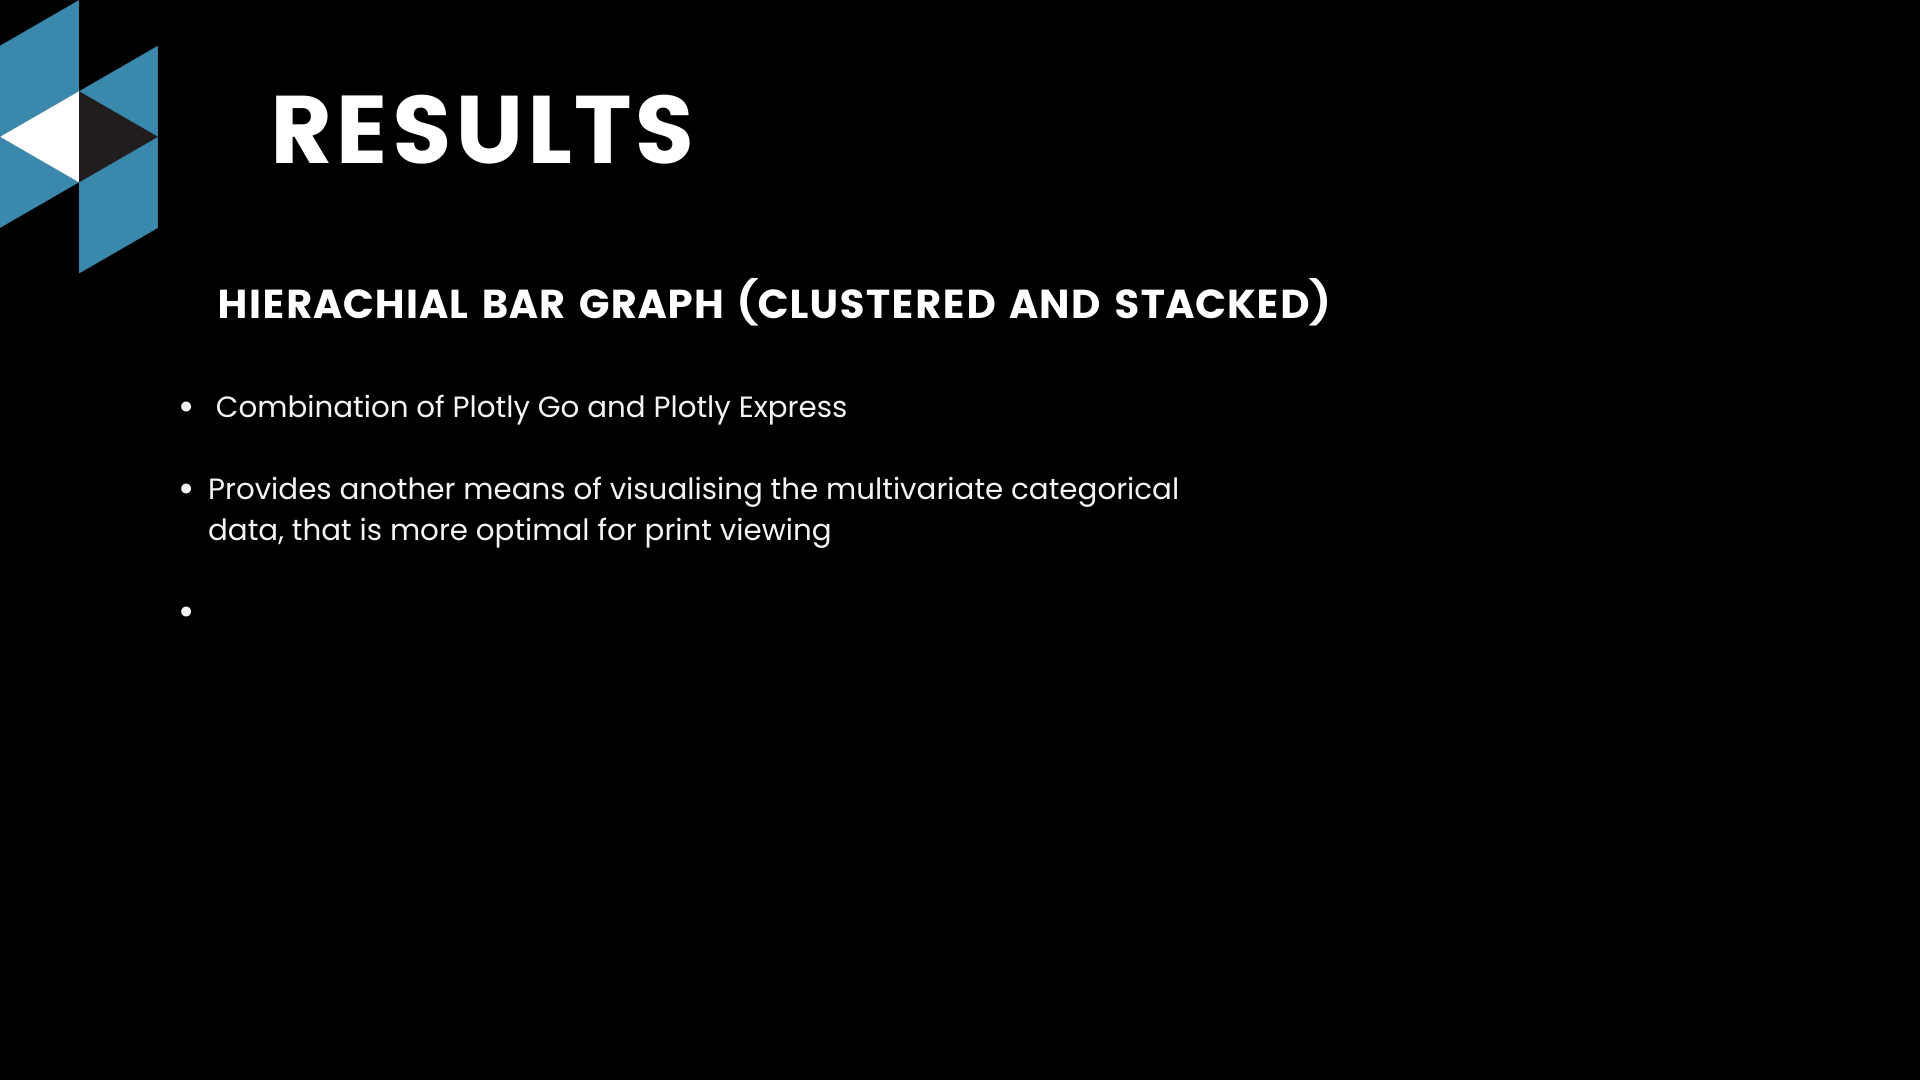 RESULTS
HIERACHIAL BAR GRAPH (CLUSTERED AND STACKED)
• Combination of Plotly Go and Plotly Express
• Provides another means of visualising the multivariate categorical
data, that is more optimal for print viewing
•